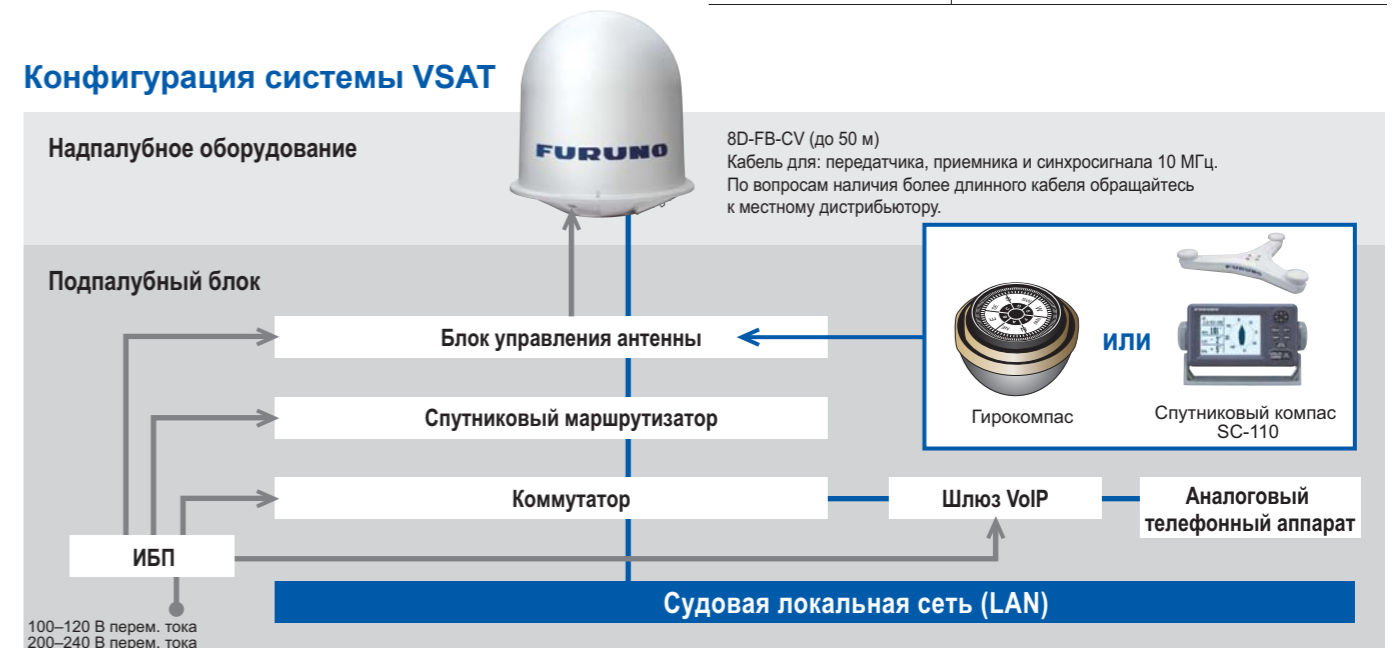 Конфигурация системы VSAT
FURUNO
Надпалубное оборудование
8D-FB-CV (до 50 м)
Кабель для: передатчика, приемника и синхросигнала 10 МГц.
По вопросам наличия более длинного кабеля обращайтесь
к местному дистрибьютору.
Подпалубный блок
FURUNO
Блок управления антенны
ИЛИ
Гирокомпас
Спутниковый компас
SC-110
Спутниковый маршрутизатор
Коммутатор
Шлюз VoIP
Аналоговый
телефонный аппарат
ИБП
Судовая локальная сеть (LAN)
100–120 В перем. тока
200–240 В перем. тока